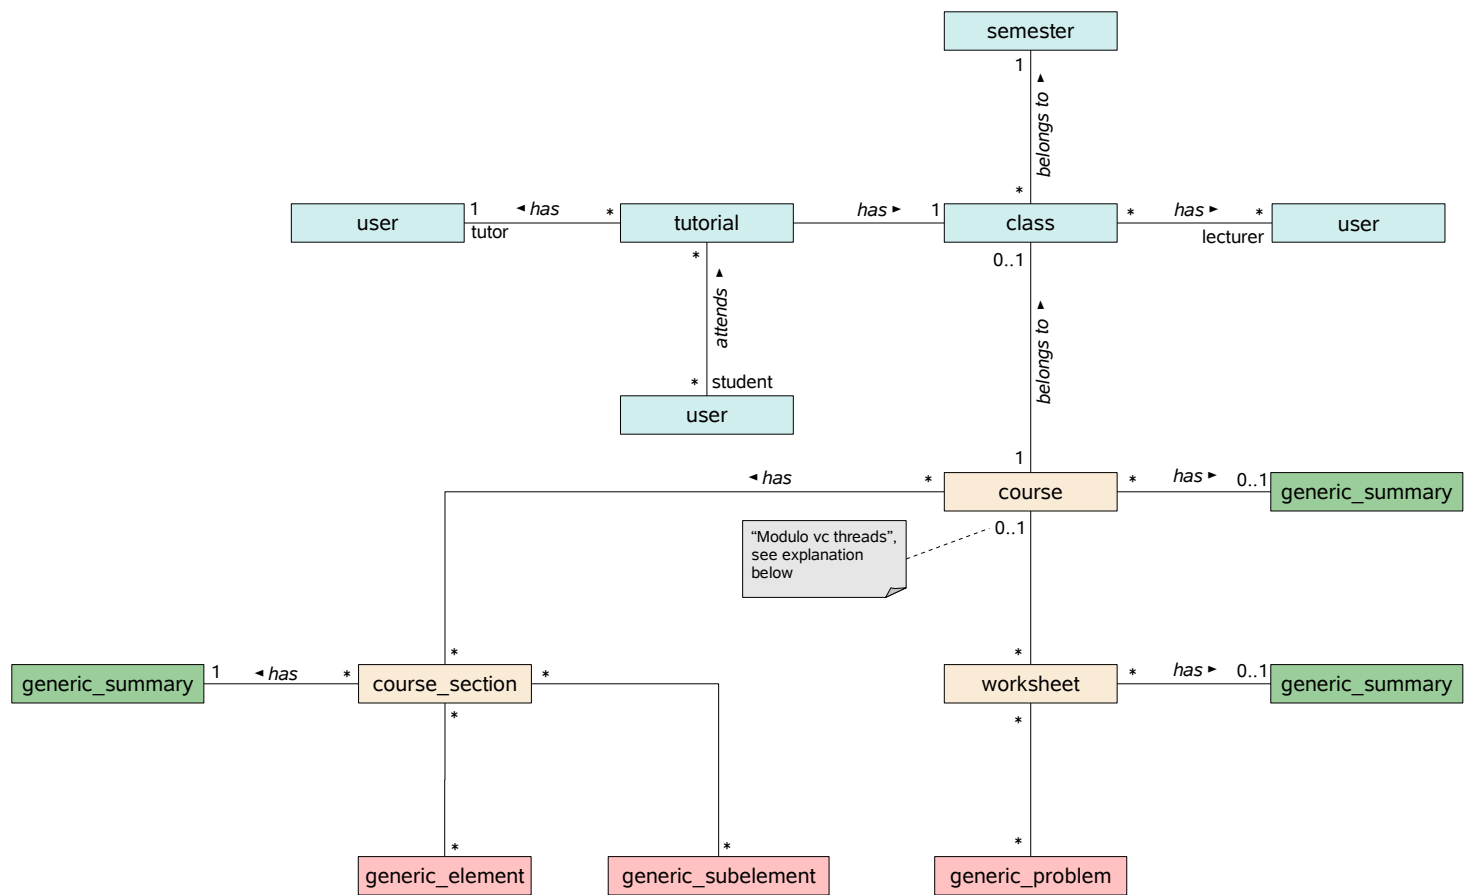 semester
1
belongs to ►
*
user
1
◄ has
*
tutor
tutorial
has ►
1
class
*
has ►
*
lecturer
user
*
attends ►
* student
user
0..1
belongs to ►
1
◄ has
*
course
*
has ►
0..1
generic_summary
0..1
“Modulo vc threads”,
see explanation
below
generic_summary
1
◄ has
*
*
course_section
*
*
*
worksheet
*
has ►
0..1
generic_summary
*
*
generic_element
*
generic_subelement
*
generic_problem